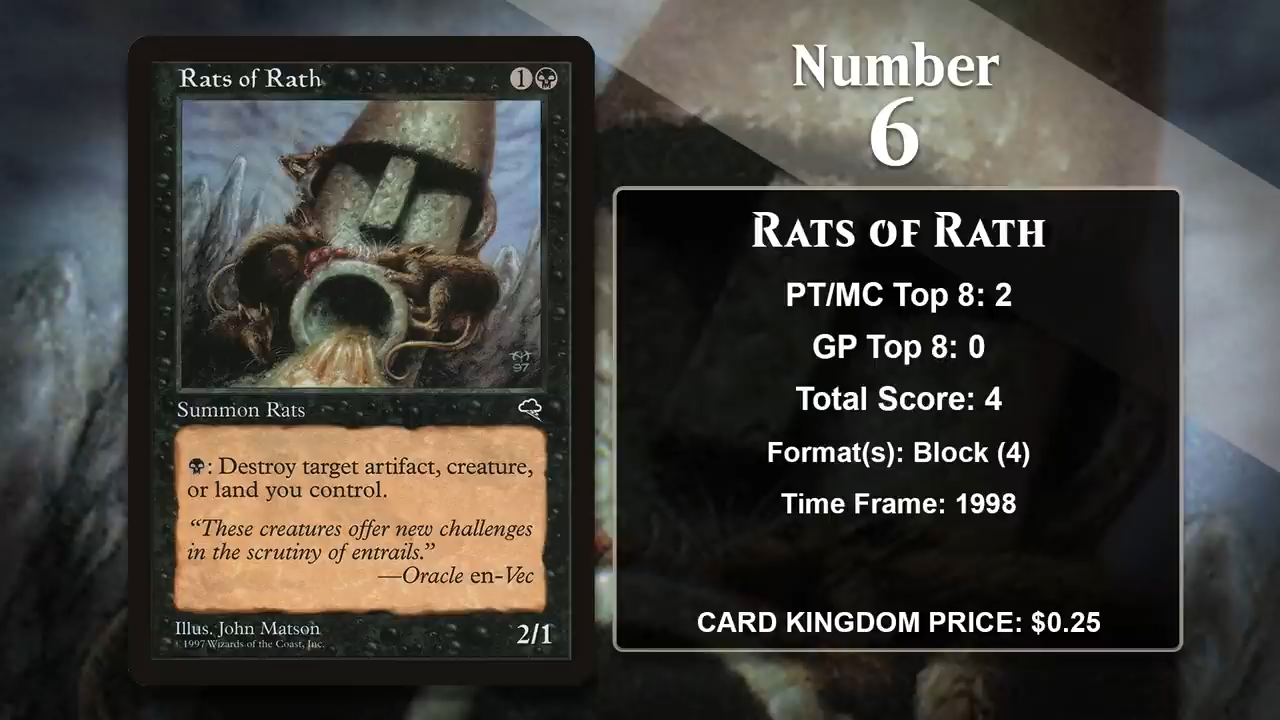 Rats of Rath 1
97
Summon Rats
: Destroy target artifact, creature,
or land you control.
“These creatures offer new challenges
in the scrutiny of entrails.”
—Oracle en-Vec
Illus. John Matson
© 1997 Wizards of the Coast, Inc.
2/1
Number
6
RATS OF RATH
PT/MC Top 8: 2
GP Top 8: 0
Total Score: 4
Format(s): Block (4)
Time Frame: 1998
CARD KINGDOM PRICE: $0.25